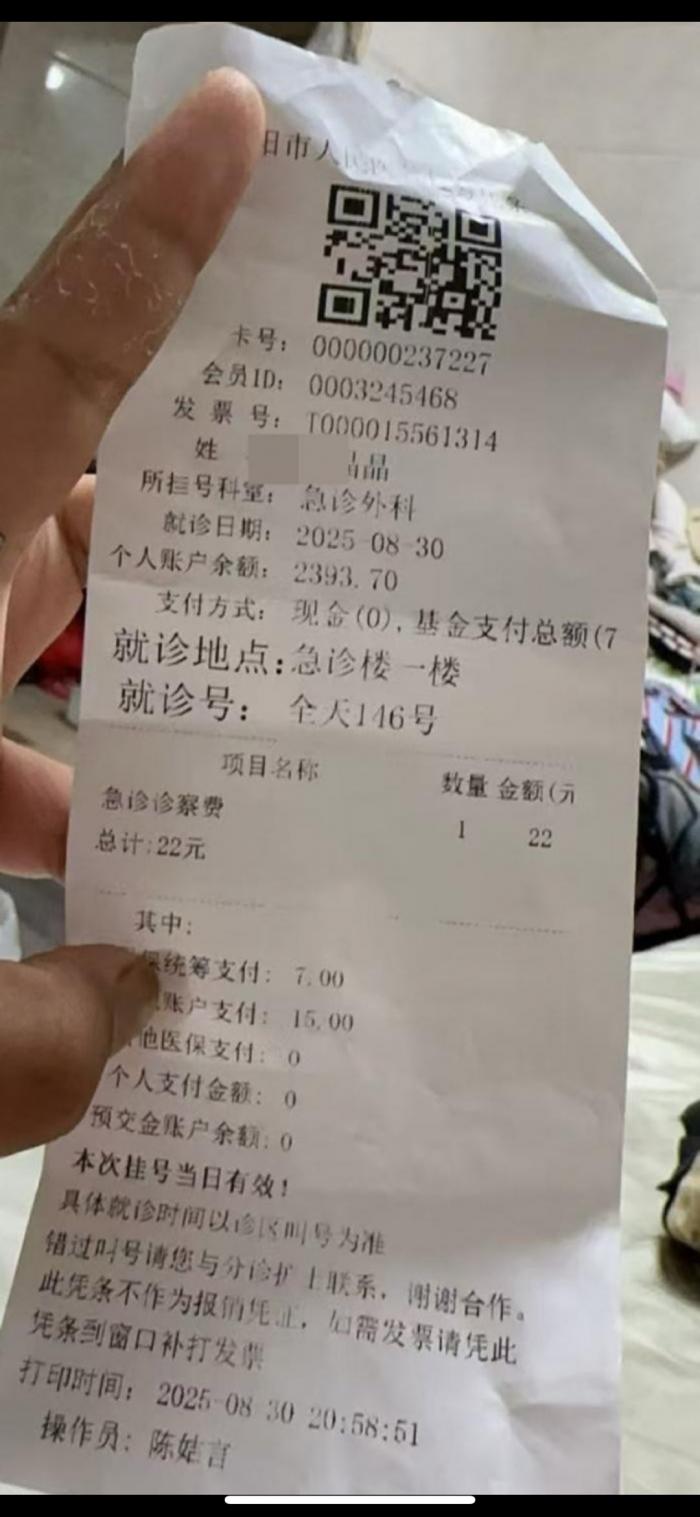 阳市人民
卡号: 000000237227
会员ID: 0003245468
发票号: T000015561314
姓 晶
所挂号科室: 急诊外科
就诊日期: 2025-08-30
个人账户余额: 2393.70
支付方式: 现金(0), 基金支付总额(7
就诊地点:急诊楼一楼
就诊号: 全天146号
项目名称 数量 金额(元
急诊诊察费 1 22
总计:22元
其中:
保统筹支付: 7.00
账户支付: 15.00
他医保支付: 0
个人支付金额: 0
预交金账户余额: 0
本次挂号当日有效!
具体就诊时间以诊区叫号为准
错过叫号请您与分诊护士联系, 谢谢合作。
此凭条不作为报销凭证, 如需发票请凭此
凭条到窗口补打发票
打印时间: 2025-08-30 20:58:51
操作员: 陈婕言